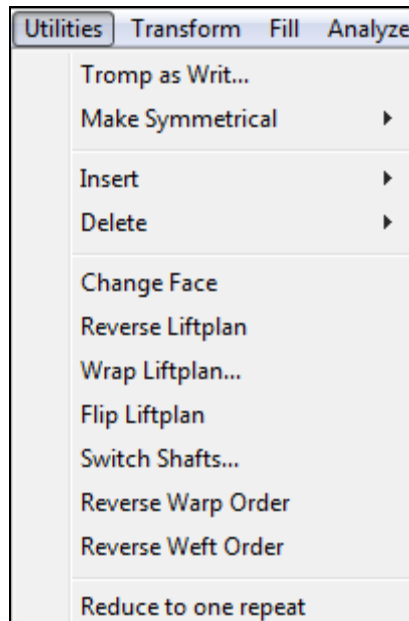 Utilities Transform Fill Analyze
Tromp as Writ...
Make Symmetrical
Insert
Delete
Change Face
Reverse Liftplan
Wrap Liftplan...
Flip Liftplan
Switch Shafts...
Reverse Warp Order
Reverse Weft Order
Reduce to one repeat